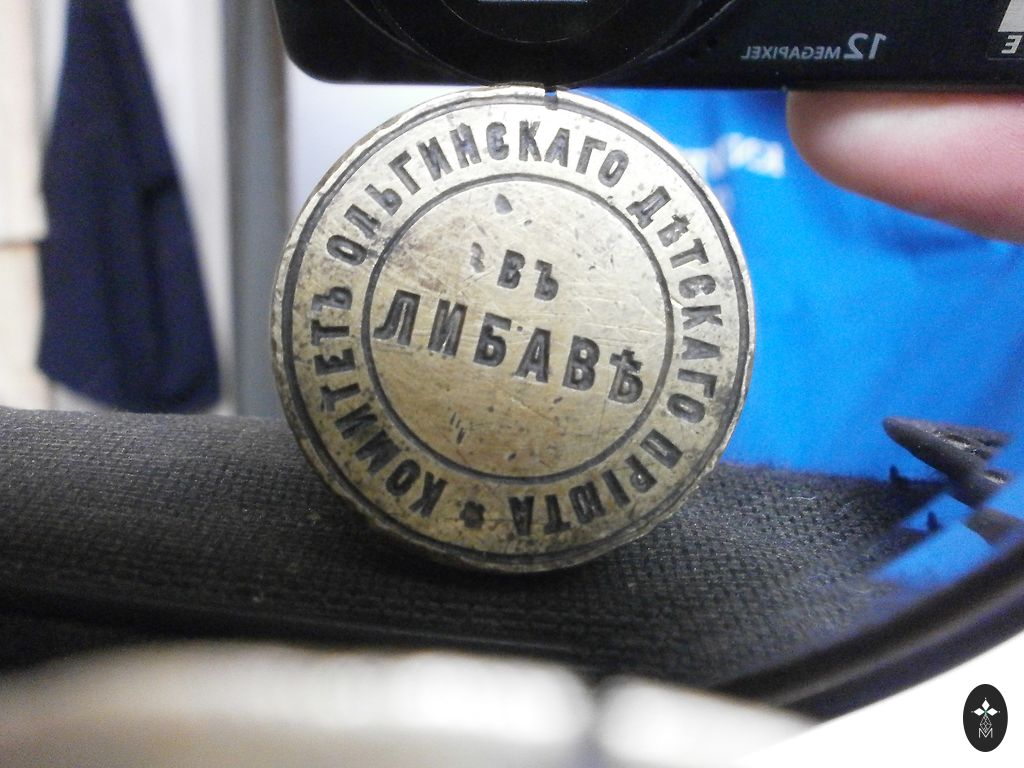 КОМИТЕТЪ ОЛЬГИНСКАГО ДѢТСКАГО ПРІЮТА *
ВЪ
ЛИБАВѢ
12 MEGAPIXEL
M